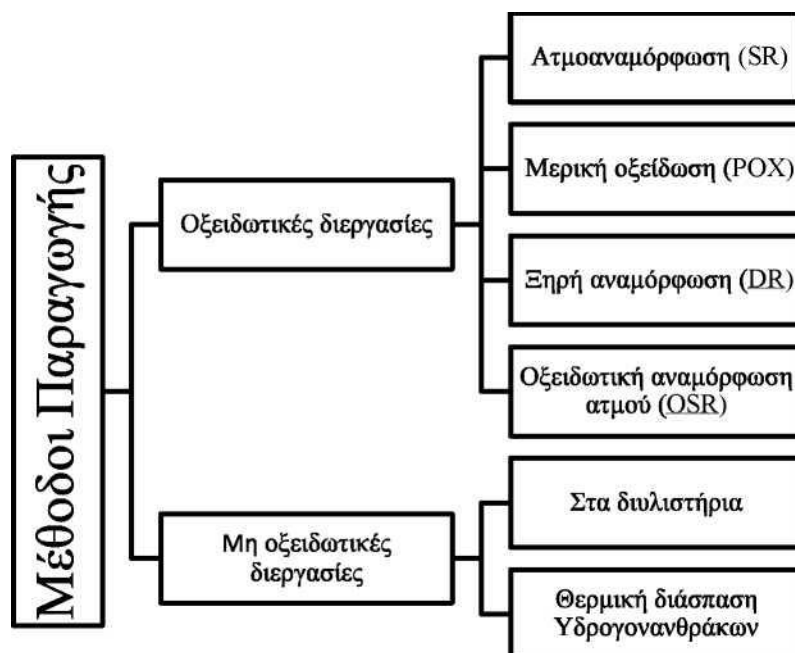 Μέθοδοι Παραγωγής
Οξειδωτικές διεργασίες
Ατμοαναμόρφωση (SR)
Μερική οξείδωση (POX)
Ξηρή αναμόρφωση (DR)
Οξειδωτική αναμόρφωση
ατμού (OSR)
Μη οξειδωτικές
διεργασίες
Στα διυλιστήρια
Θερμική διάσπαση
Υδρογονανθράκων